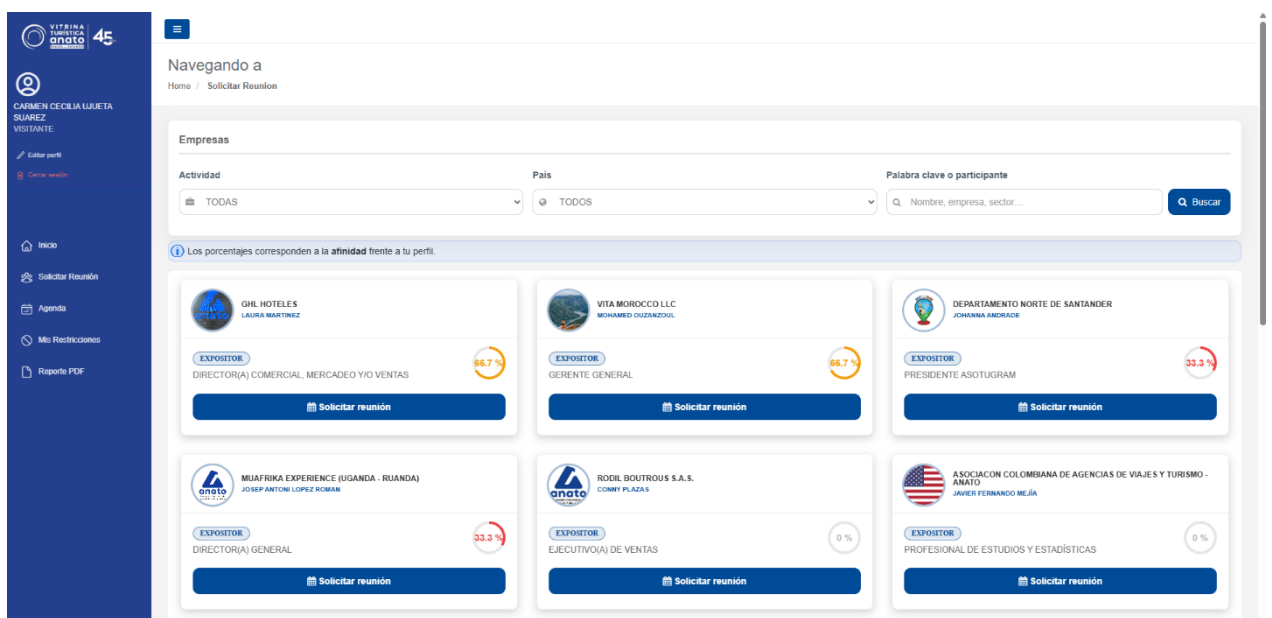 VITRINA
TURÍSTICA
anato
45
CARMEN CECILIA UJUETA
SUAREZ
VISITANTE
Editar perfil
Cerrar sesión
Inicio
Solicitar Reunión
Agenda
Mis Restricciones
Reporte PDF
Navegando a
Home / Solicitar Reunion
Empresas
Actividad
País
Palabra clave o participante
TODAS
TODOS
Nombre, empresa, sector...
Buscar
Los porcentajes corresponden a la afinidad frente a tu perfil.
GHL HOTELES
LAURA MARTINEZ
EXPOSITOR
66.7 %
DIRECTOR(A) COMERCIAL, MERCADEO Y/O VENTAS
Solicitar reunión
VITA MOROCCO LLC
MOHAMED OUZANZOUL
EXPOSITOR
66.7 %
GERENTE GENERAL
Solicitar reunión
DEPARTAMENTO NORTE DE SANTANDER
JOHANNA ANDRADE
EXPOSITOR
33.3 %
PRESIDENTE ASOTUGRAM
Solicitar reunión
anato
MUAFRIKA EXPERIENCE (UGANDA - RUANDA)
JOSEP ANTONI LOPEZ ROMAN
EXPOSITOR
33.3 %
DIRECTOR(A) GENERAL
Solicitar reunión
anato
RODIL BOUTROUS S.A.S.
CONNY PLAZAS
EXPOSITOR
0 %
EJECUTIVO(A) DE VENTAS
Solicitar reunión
ASOCIACON COLOMBIANA DE AGENCIAS DE VIAJES Y TURISMO -
ANATO
JAVIER FERNANDO MEJÍA
EXPOSITOR
0 %
PROFESIONAL DE ESTUDIOS Y ESTADÍSTICAS
Solicitar reunión